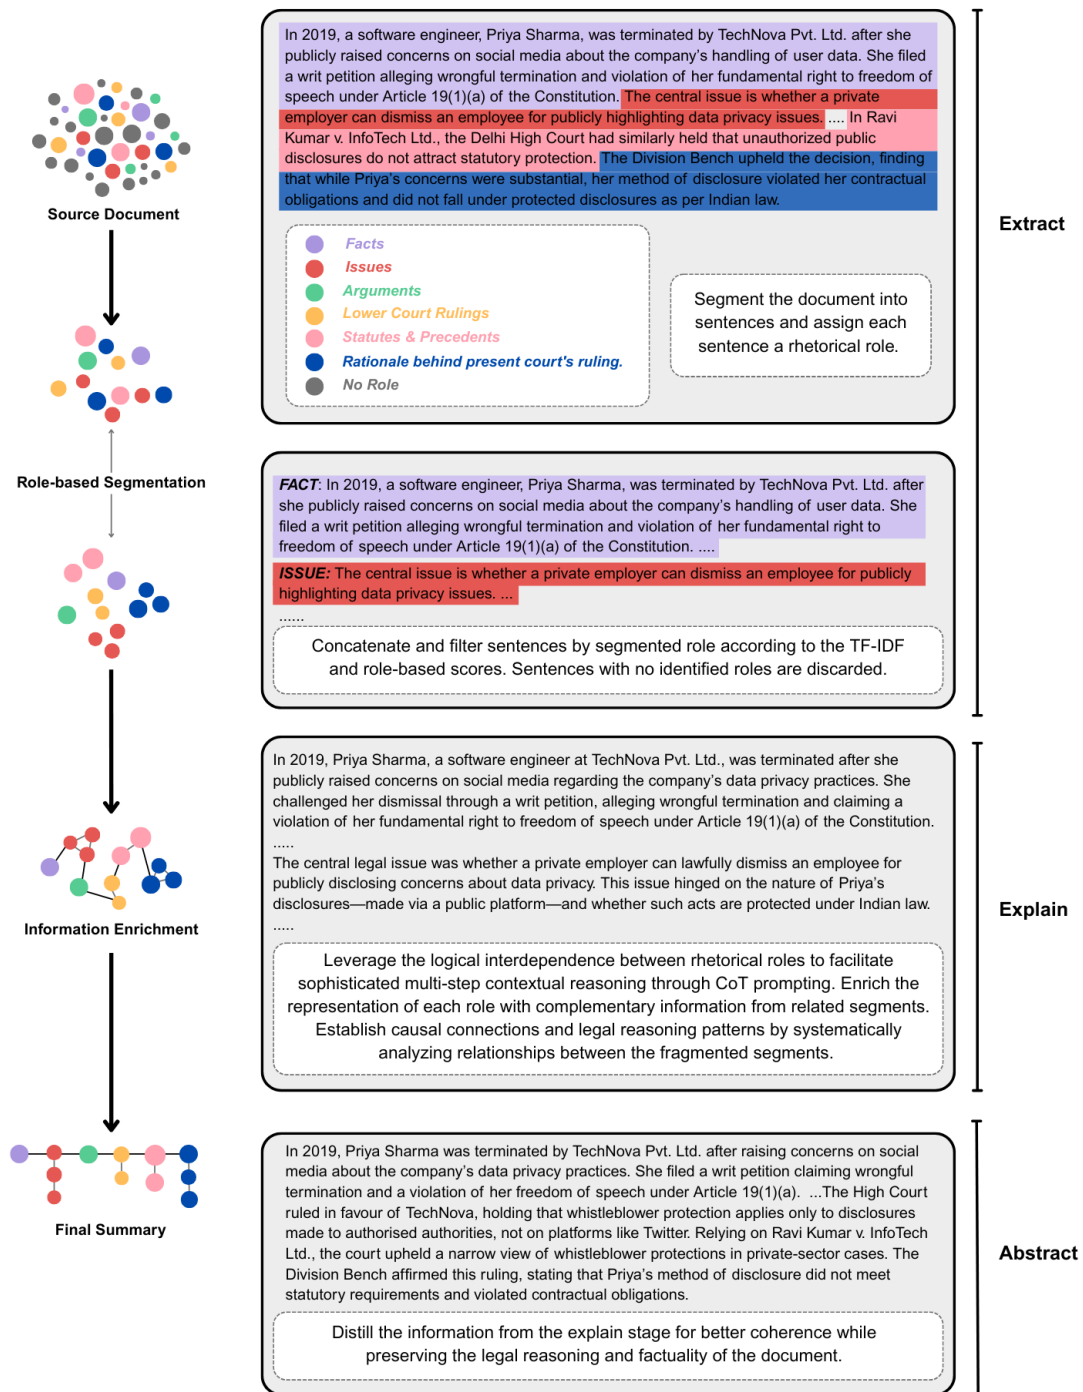 In 2019, a software engineer, Priya Sharma, was terminated by TechNova Pvt. Ltd. after she
publicly raised concerns on social media about the company's handling of user data. She filed
a writ petition alleging wrongful termination and violation of her fundamental right to freedom of
speech under Article 19(1)(a) of the Constitution. The central issue is whether a private
employer can dismiss an employee for publicly highlighting data privacy issues. .... In Ravi
Kumar v. InfoTech Ltd., the Delhi High Court had similarly held that unauthorized public
disclosures do not attract statutory protection. The Division Bench upheld the decision, finding
that while Priya's concerns were substantial, her method of disclosure violated her contractual
obligations and did not fall under protected disclosures as per Indian law.
Source Document
Extract
Facts
Issues
Arguments
Lower Court Rulings
Statutes & Precedents
Rationale behind present court's ruling.
No Role
Segment the document into
sentences and assign each
sentence a rhetorical role.
Role-based Segmentation
FACT: In 2019, a software engineer, Priya Sharma, was terminated by TechNova Pvt. Ltd. after
she publicly raised concerns on social media about the company's handling of user data. She
filed a writ petition alleging wrongful termination and violation of her fundamental right to
freedom of speech under Article 19(1)(a) of the Constitution. ....
ISSUE: The central issue is whether a private employer can dismiss an employee for publicly
highlighting data privacy issues. ...
......
Concatenate and filter sentences by segmented role according to the TF-IDF
and role-based scores. Sentences with no identified roles are discarded.
In 2019, Priya Sharma, a software engineer at TechNova Pvt. Ltd., was terminated after she
publicly raised concerns on social media regarding the company's data privacy practices. She
challenged her dismissal through a writ petition, alleging wrongful termination and claiming a
violation of her fundamental right to freedom of speech under Article 19(1)(a) of the Constitution.
.....
The central legal issue was whether a private employer can lawfully dismiss an employee for
publicly disclosing concerns about data privacy. This issue hinged on the nature of Priya's
disclosures—made via a public platform—and whether such acts are protected under Indian law.
.....
Information Enrichment
Explain
Leverage the logical interdependence between rhetorical roles to facilitate
sophisticated multi-step contextual reasoning through CoT prompting. Enrich the
representation of each role with complementary information from related segments.
Establish causal connections and legal reasoning patterns by systematically
analyzing relationships between the fragmented segments.
In 2019, Priya Sharma was terminated by TechNova Pvt. Ltd. after raising concerns on social
media about the company's data privacy practices. She filed a writ petition claiming wrongful
termination and a violation of her freedom of speech under Article 19(1)(a). ...The High Court
ruled in favour of TechNova, holding that whistleblower protection applies only to disclosures
made to authorised authorities, not on platforms like Twitter. Relying on Ravi Kumar v. InfoTech
Ltd., the court upheld a narrow view of whistleblower protections in private-sector cases. The
Division Bench affirmed this ruling, stating that Priya's method of disclosure did not meet
statutory requirements and violated contractual obligations.
Final Summary
Abstract
Distill the information from the explain stage for better coherence while
preserving the legal reasoning and factuality of the document.